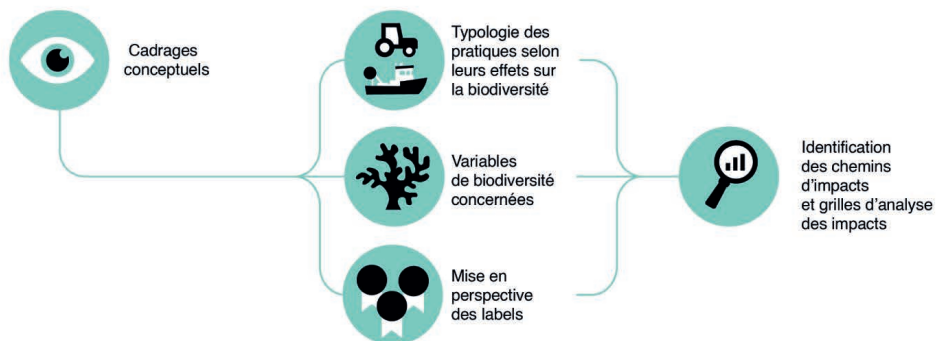 Cadrages
conceptuels
Typologie des
pratiques selon
leurs effets sur
la biodiversité
Variables
de biodiversité
concernées
Mise en
perspective
des labels
Identification
des chemins
d’impacts
et grilles d’analyse
des impacts